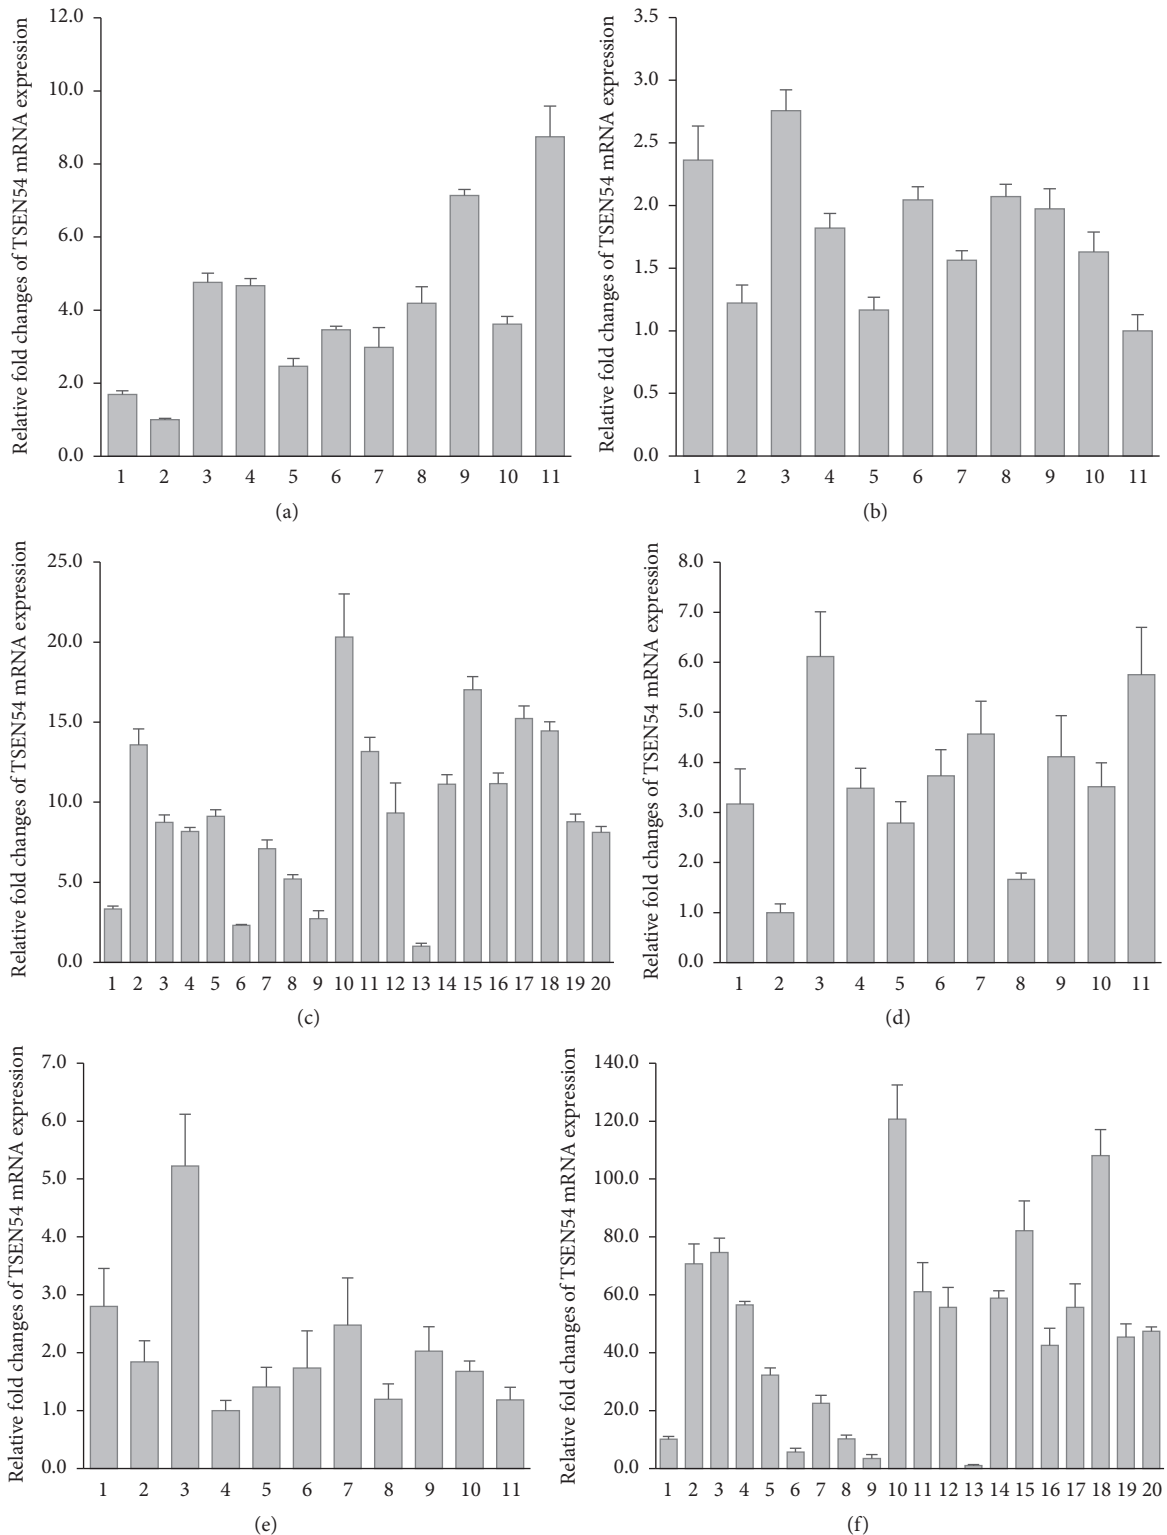 Relative fold changes of TSEN54 mRNA expression
12.0
10.0
8.0
6.0
4.0
2.0
0.0
1 2 3 4 5 6 7 8 9 10 11
(a)
Relative fold changes of TSEN54 mRNA expression
3.5
3.0
2.5
2.0
1.5
1.0
0.5
0.0
1 2 3 4 5 6 7 8 9 10 11
(b)
Relative fold changes of TSEN54 mRNA expression
25.0
20.0
15.0
10.0
5.0
0.0
1 2 3 4 5 6 7 8 9 10 11 12 13 14 15 16 17 18 19 20
(c)
Relative fold changes of TSEN54 mRNA expression
8.0
7.0
6.0
5.0
4.0
3.0
2.0
1.0
0.0
1 2 3 4 5 6 7 8 9 10 11
(d)
Relative fold changes of TSEN54 mRNA expression
7.0
6.0
5.0
4.0
3.0
2.0
1.0
0.0
1 2 3 4 5 6 7 8 9 10 11
(e)
Relative fold changes of TSEN54 mRNA expression
140.0
120.0
100.0
80.0
60.0
40.0
20.0
0.0
1 2 3 4 5 6 7 8 9 10 11 12 13 14 15 16 17 18 19 20
(f)